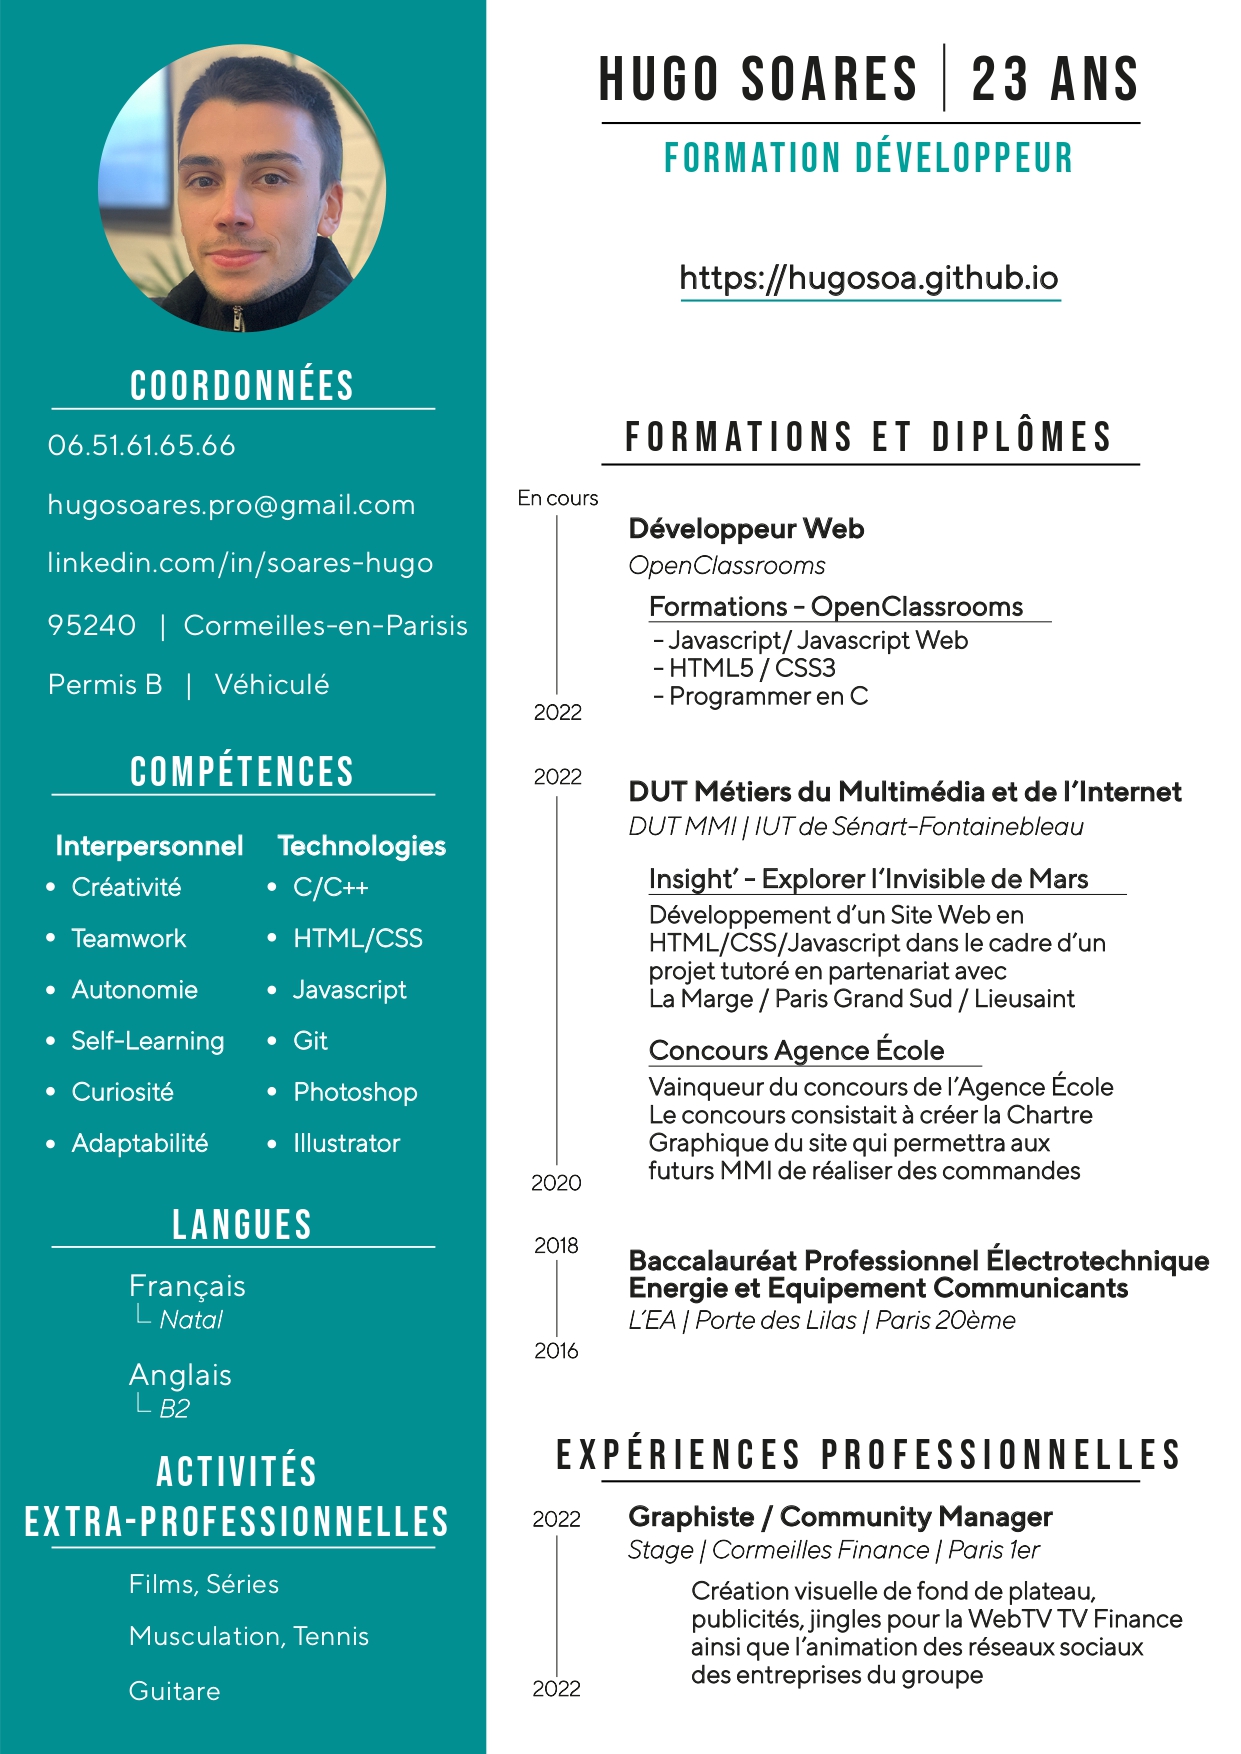 HUGO SOARES | 23 ANS
FORMATION DÉVELOPPEUR
https://hugosoa.github.io
COORDONNÉES
06.51.61.65.66
hugosoares.pro@gmail.com
linkedin.com/in/soares-hugo
95240 | Cormeilles-en-Parisis
Permis B | Véhiculé
COMPÉTENCES
Interpersonnel
• Créativité
• Teamwork
• Autonomie
• Self-Learning
• Curiosité
• Adaptabilité
Technologies
• C/C++
• HTML/CSS
• Javascript
• Git
• Photoshop
• Illustrator
LANGUES
Français
Natal
Anglais
B2
ACTIVITÉS
EXTRA-PROFESSIONNELLES
Films, Séries
Musculation, Tennis
Guitare
FORMATIONS ET DIPLÔMES
En cours
Développeur Web
OpenClassrooms
Formations - OpenClassrooms
- Javascript/ Javascript Web
- HTML5 / CSS3
- Programmer en C
2022
2022
DUT Métiers du Multimédia et de l'Internet
DUT MMI | IUT de Sénart-Fontainebleau
Insight' - Explorer l'Invisible de Mars
Développement d'un Site Web en
HTML/CSS/Javascript dans le cadre d'un
projet tutoré en partenariat avec
La Marge / Paris Grand Sud / Lieusaint
Concours Agence École
Vainqueur du concours de l'Agence École
Le concours consistait à créer la Chartre
Graphique du site qui permettra aux
futurs MMI de réaliser des commandes
2020
2018
Baccalauréat Professionnel Électrotechnique
Energie et Equipement Communicants
L'EA | Porte des Lilas | Paris 20ème
2016
EXPÉRIENCES PROFESSIONNELLES
2022
Graphiste / Community Manager
Stage | Cormeilles Finance | Paris 1er
Création visuelle de fond de plateau,
publicités, jingles pour la WebTV TV Finance
ainsi que l'animation des réseaux sociaux
des entreprises du groupe
2022